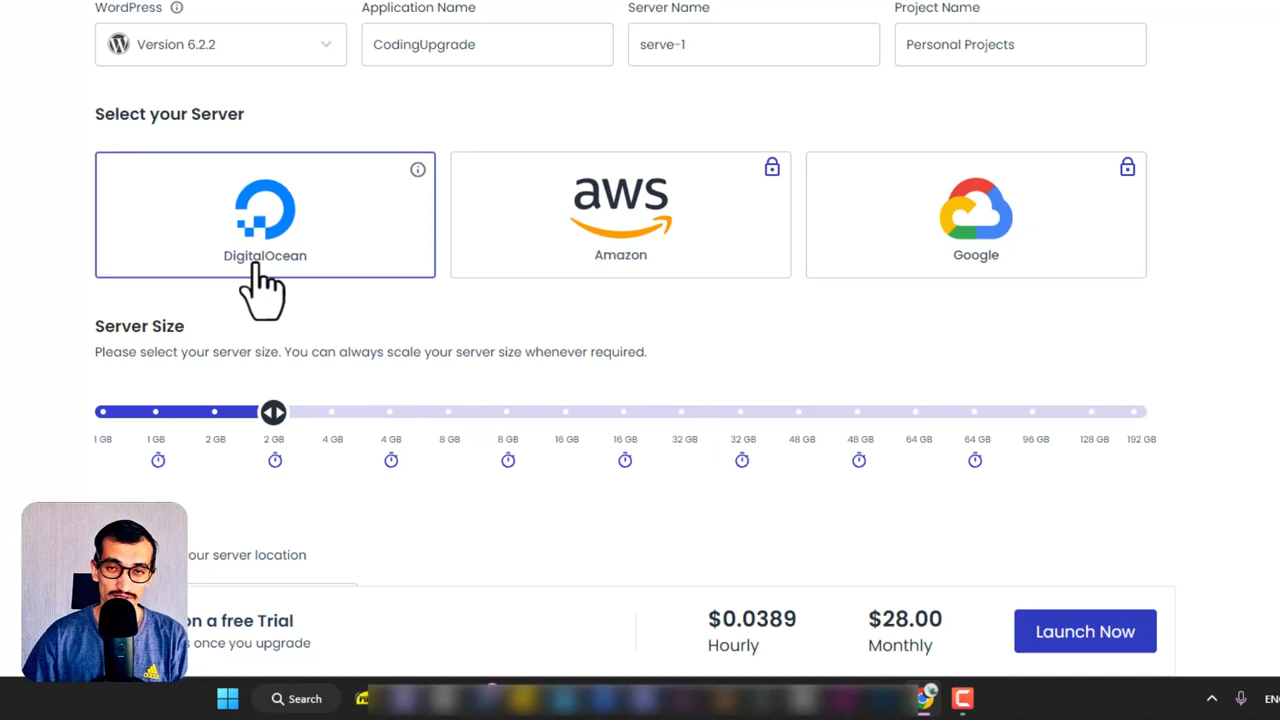 WordPress
Application Name
Server Name
Project Name
Version 6.2.2
CodingUpgrade
serve-1
Personal Projects
Select your Server
aws
DigitalOcean
Amazon
Google
Server Size
Please select your server size. You can always scale your server size whenever required.
1 GB 1 GB 2 GB 2 GB 4 GB 4 GB 8 GB 8 GB 16 GB 16 GB 32 GB 32 GB 48 GB 48 GB 64 GB 64 GB 96 GB 128 GB 192 GB
our server location
on a free Trial
$0.0389
$28.00
Launch Now
s once you upgrade
Hourly
Monthly
Search